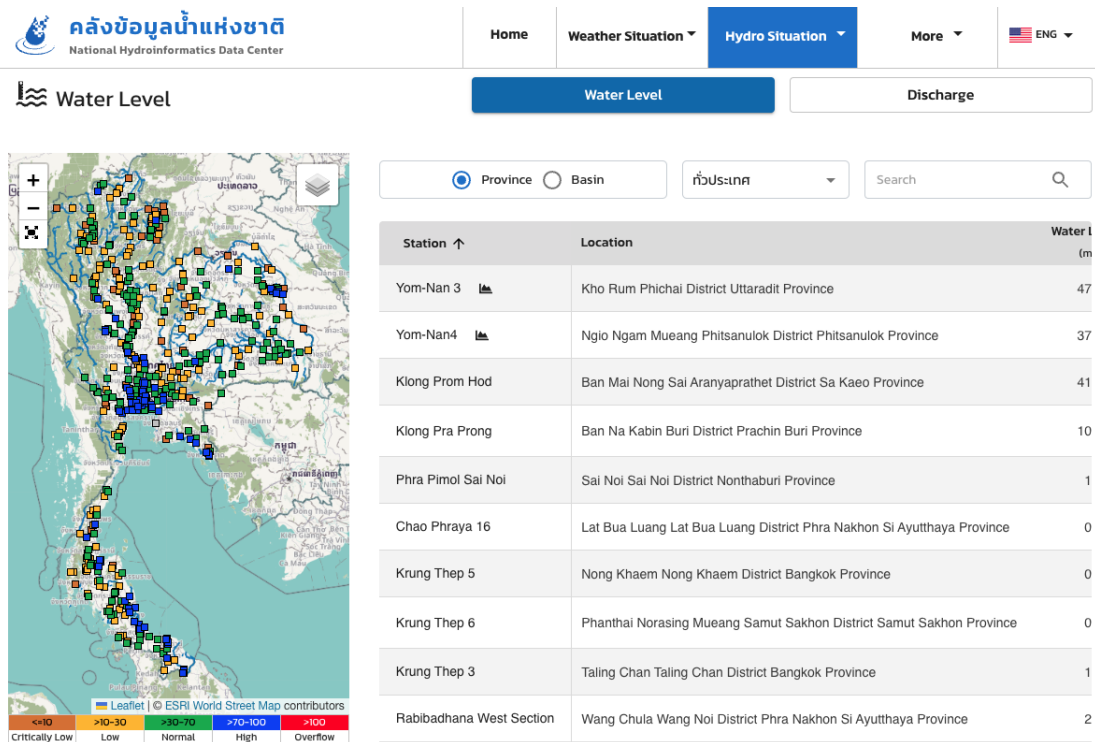 คลังข้อมูลน้ำแห่งชาติ
National Hydroinformatics Data Center
Home
Weather Situation
Hydro Situation
More
ENG
Water Level
Water Level
Discharge
+
−
Province
Basin
ทั่วประเทศ
Search
Station ↑
Location
Water L
(m
Yom-Nan 3
Kho Rum Phichai District Uttaradit Province
47
Yom-Nan4
Ngio Ngam Mueang Phitsanulok District Phitsanulok Province
37
Klong Prom Hod
Ban Mai Nong Sai Aranyaprathet District Sa Kaeo Province
41
Klong Pra Prong
Ban Na Kabin Buri District Prachin Buri Province
10
Phra Pimol Sai Noi
Sai Noi Sai Noi District Nonthaburi Province
1
Chao Phraya 16
Lat Bua Luang Lat Bua Luang District Phra Nakhon Si Ayutthaya Province
0
Krung Thep 5
Nong Khaem Nong Khaem District Bangkok Province
0
Krung Thep 6
Phanthai Norasing Mueang Samut Sakhon District Samut Sakhon Province
0
Krung Thep 3
Taling Chan Taling Chan District Bangkok Province
1
Rabibadhana West Section
Wang Chula Wang Noi District Phra Nakhon Si Ayutthaya Province
2
Leaflet | © ESRI World Street Map contributors
<=10 >10-30 >30-70 >70-100 >100
Critically Low Low Normal High Overflow